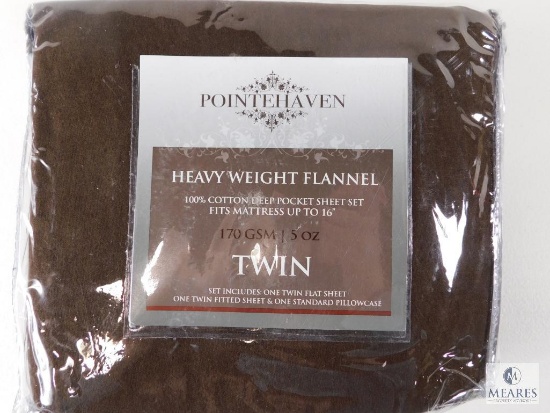 POINTEHAVEN
HEAVY WEIGHT FLANNEL
100% COTTON DEEP POCKET SHEET SET
FITS MATTRESS UP TO 16"
170 GSM | 5 OZ
TWIN
SET INCLUDES: ONE TWIN FLAT SHEET
ONE TWIN FITTED SHEET & ONE STANDARD PILLOWCASE
M
MEARES